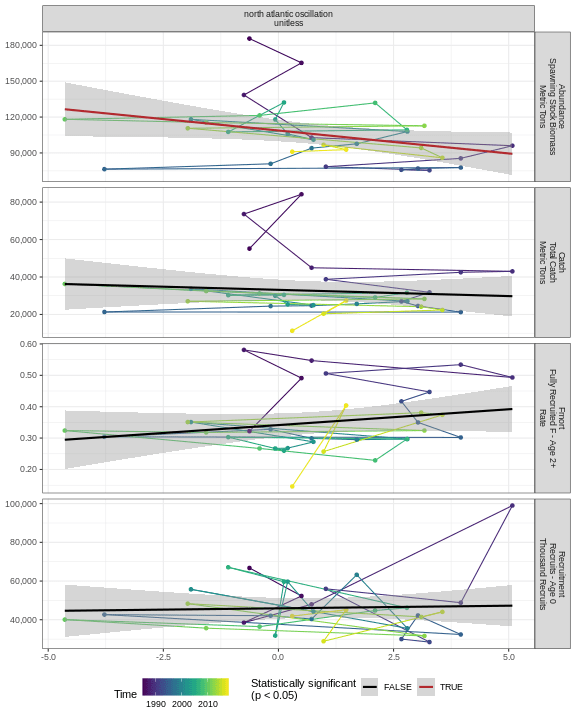 north atlantic oscillation
unitless
180,000
150,000
120,000
90,000
Abundance
Spawning Stock Biomass
Metric Tons
80,000
60,000
40,000
20,000
Catch
Total Catch
Metric Tons
0.60
0.50
0.40
0.30
0.20
Fmort
Fully Recruited F - Age 2+
Rate
100,000
80,000
60,000
40,000
Recruitment
Recruits - Age 0
Thousand Recruits
-5.0 -2.5 0.0 2.5 5.0
Time
1990 2000 2010
Statistically significant
(p < 0.05)
FALSE TRUE